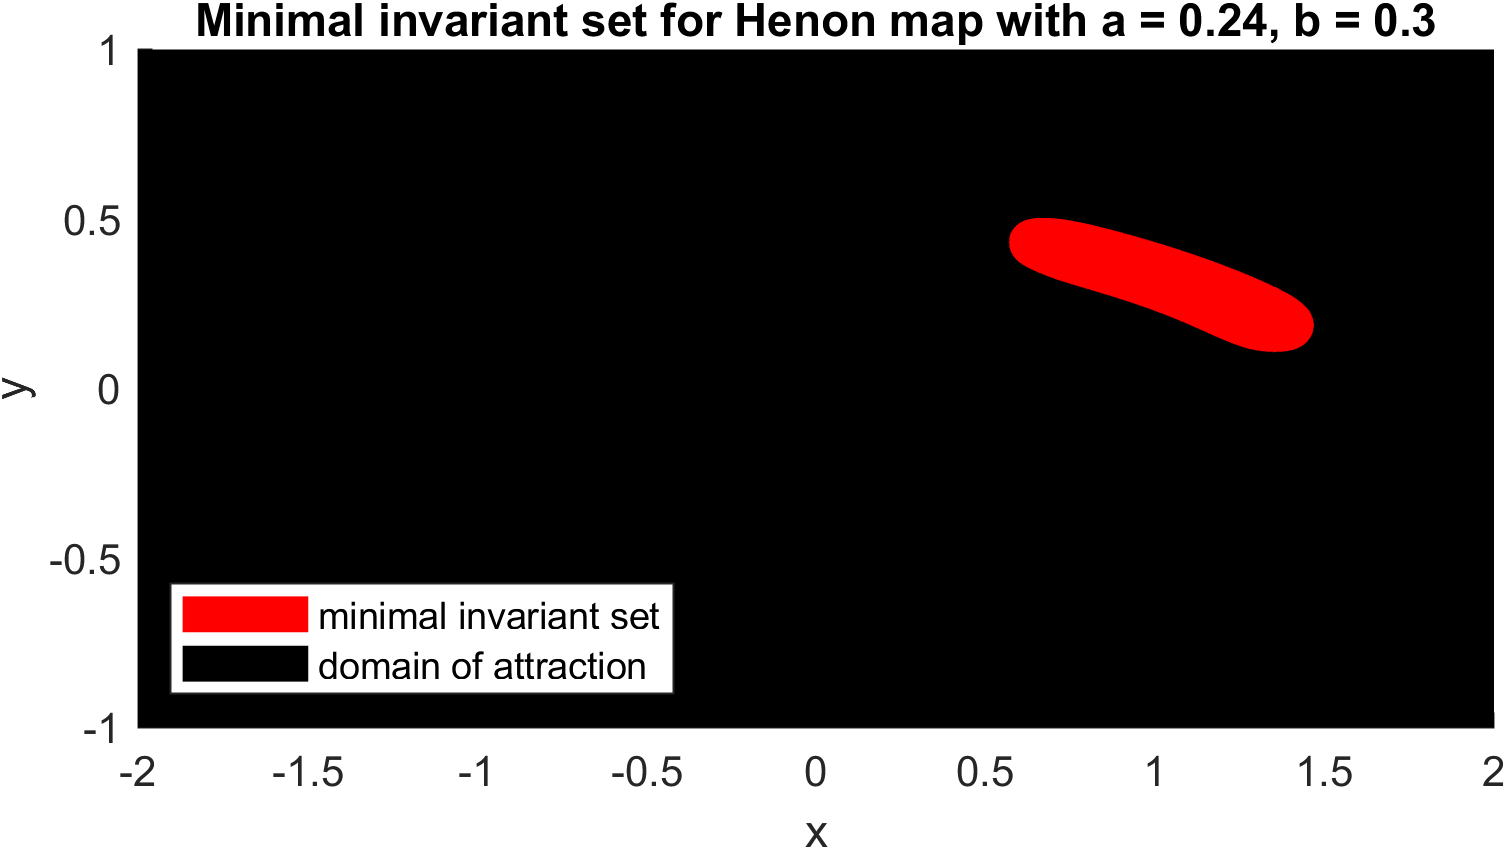 Minimal invariant set for Henon map with a = 0.24, b = 0.3
1
0.5
0
-0.5
-1
y
minimal invariant set
domain of attraction
-2 -1.5 -1 -0.5 0 0.5 1 1.5 2
x